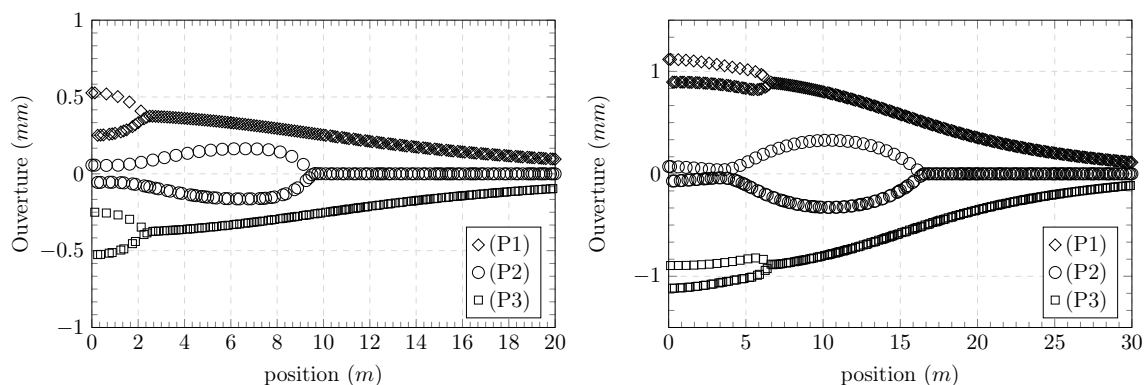 1
0.5
0
−0.5
−1
Ouverture (mm)
0 2 4 6 8 10 12 14 16 18 20
position (m)
(P1)
(P2)
(P3)
1
0
−1
Ouverture (mm)
0 5 10 15 20 25 30
position (m)
(P1)
(P2)
(P3)